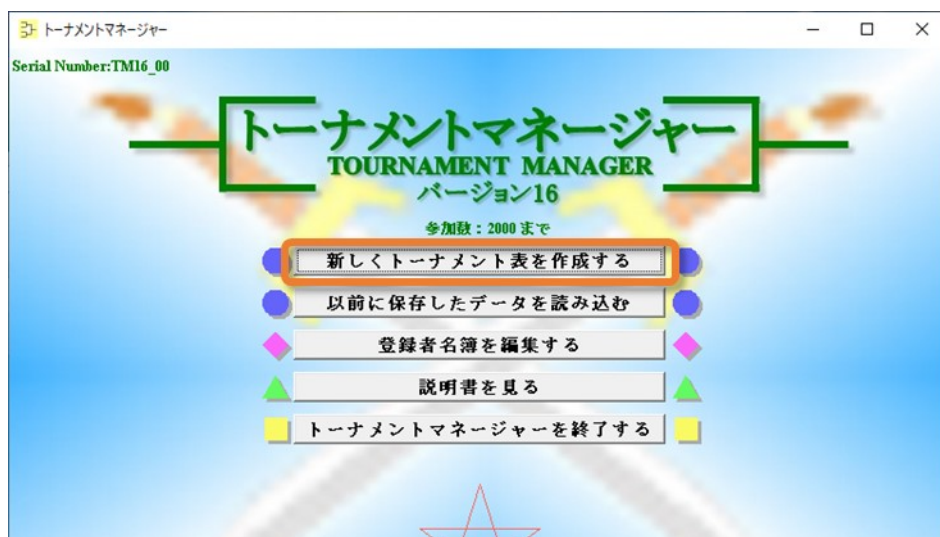 トーナメントマネージャー
Serial Number:TM16_00
トーナメントマネージャー
TOURNAMENT MANAGER
バージョン16
参加数：2000まで
新しくトーナメント表を作成する
以前に保存したデータを読み込む
登録者名簿を編集する
説明書を見る
トーナメントマネージャーを終了する